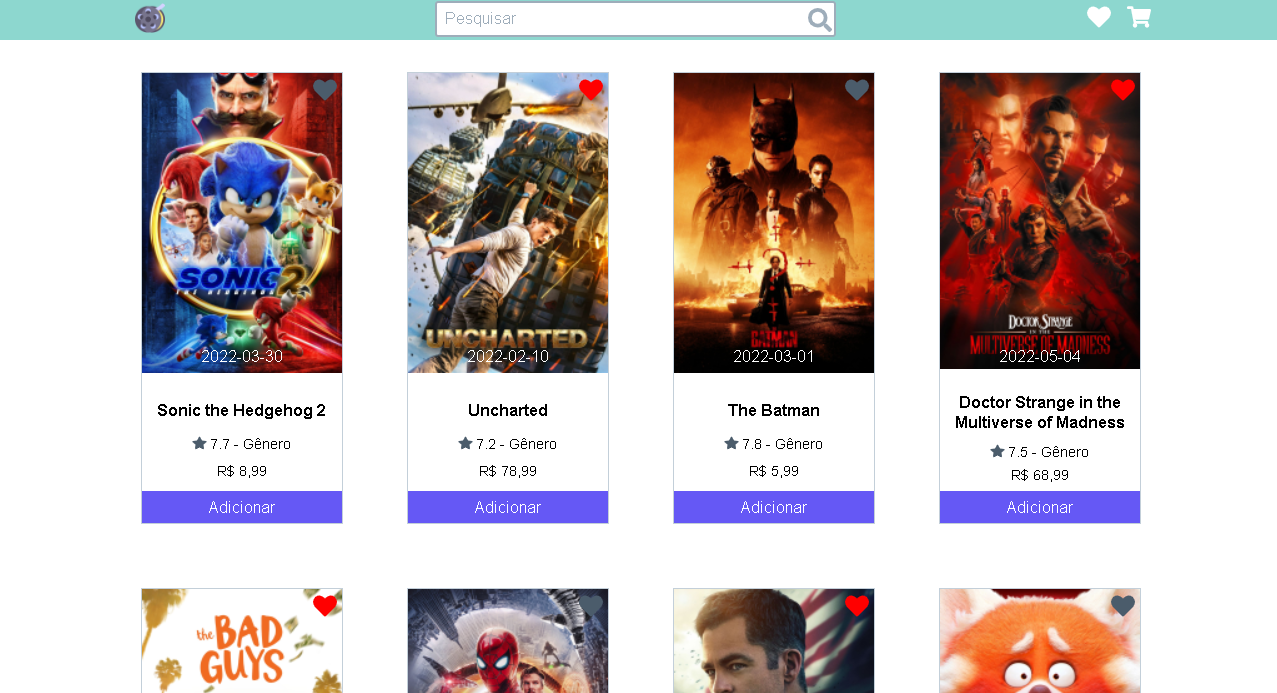 Pesquisar
SONIC 2
THE HEDGEHOG
2022-03-30
Sonic the Hedgehog 2
7.7 - Gênero
R$ 8,99
Adicionar
UNCHARTED
2022-02-10
Uncharted
7.2 - Gênero
R$ 78,99
Adicionar
THE
BATMAN
2022-03-01
The Batman
7.8 - Gênero
R$ 5,99
Adicionar
DOCTOR STRANGE
IN THE
MULTIVERSE OF MADNESS
2022-05-04
Doctor Strange in the
Multiverse of Madness
7.5 - Gênero
R$ 68,99
Adicionar
the BAD
GUYS